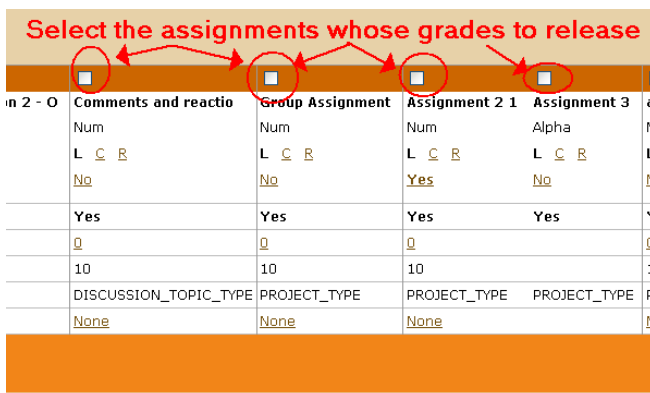 Select the assignments whose grades to release
n 2 - O Comments and reactio Group Assignment Assignment 2 1 Assignment 3
Num Num Num Alpha
L C R L C R L C R L C R
No No Yes No
Yes Yes Yes Yes
0 0 0
10 10 10
DISCUSSION_TOPIC_TYPE PROJECT_TYPE PROJECT_TYPE PROJECT_TYPE
None None None